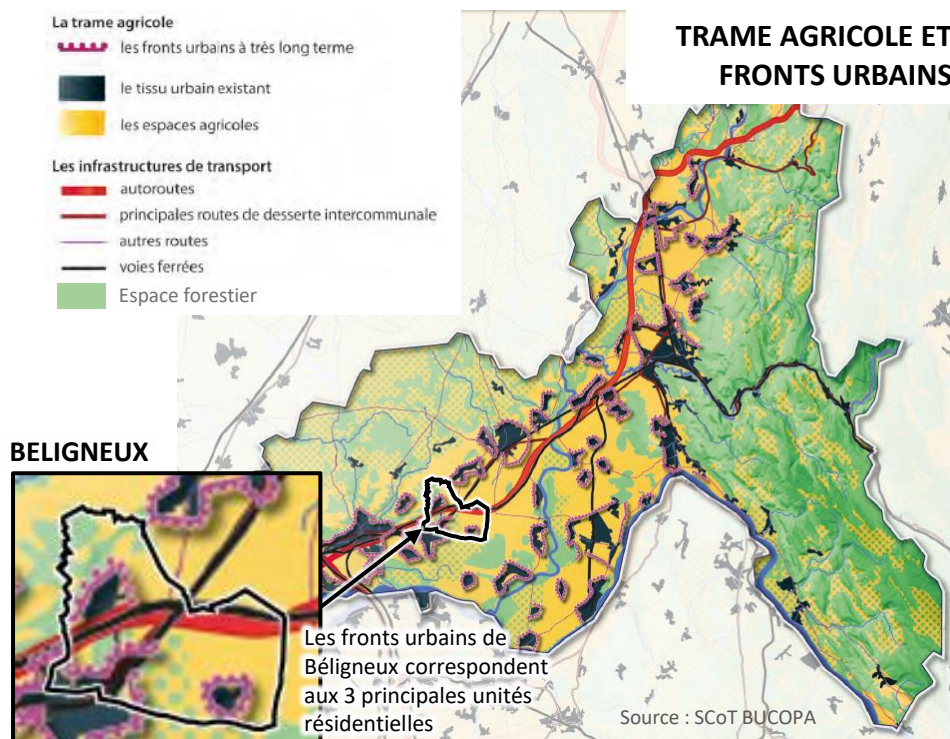 La trame agricole
les fronts urbains à très long terme
le tissu urbain existant
les espaces agricoles
Les infrastructures de transport
autoroutes
principales routes de desserte intercommunale
autres routes
voies ferrées
Espace forestier
TRAME AGRICOLE ET
FRONTS URBAINS
BELIGNEUX
Les fronts urbains de
Béligneux correspondent
aux 3 principales unités
résidentielles
Source : SCoT BUCOPA